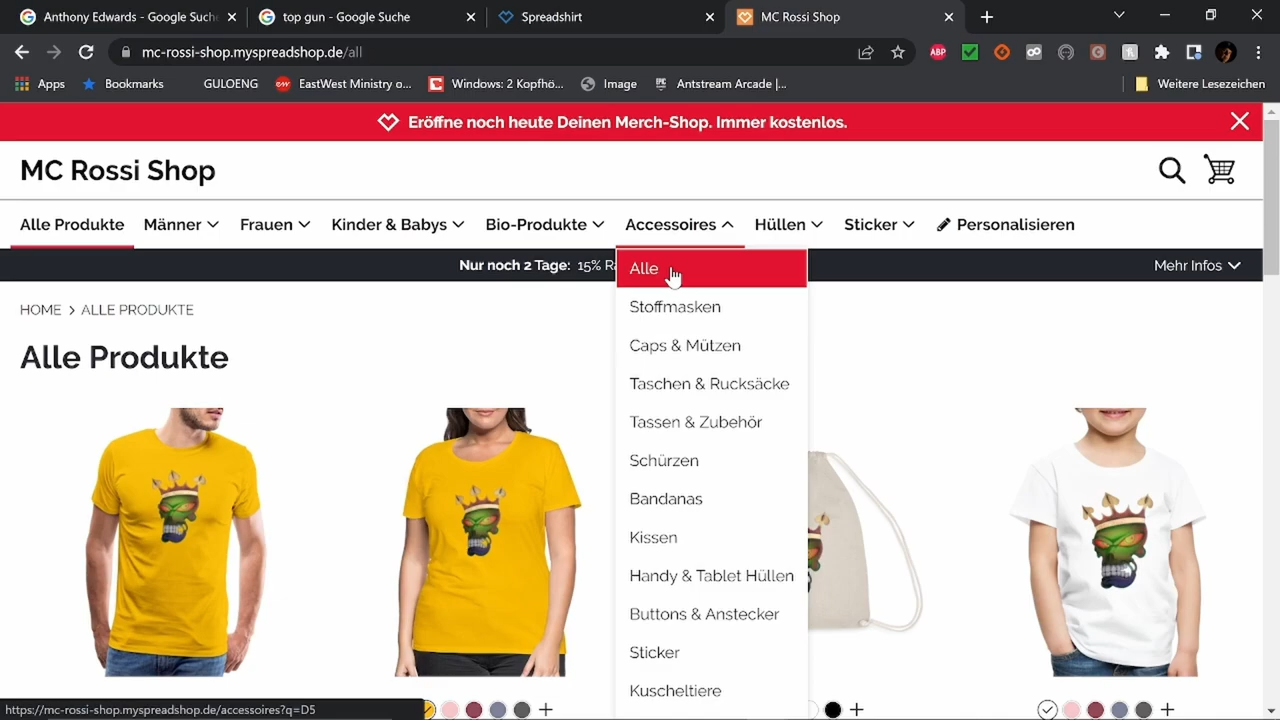 Anthony Edwards - Google Suche
top gun - Google Suche
Spreadshirt
MC Rossi Shop
mc-rossi-shop.myspreadshop.de/all
ABP
Apps
Bookmarks
GULOENG
EastWest Ministry o...
Windows: 2 Kopfhö...
Image
Antstream Arcade |...
Weitere Lesezeichen
Eröffne noch heute Deinen Merch-Shop. Immer kostenlos.
MC Rossi Shop
Alle Produkte
Männer
Frauen
Kinder & Babys
Bio-Produkte
Accessoires
Hüllen
Sticker
Personalisieren
Nur noch 2 Tage: 15%
Mehr Infos
Alle
Stoffmasken
Caps & Mützen
Taschen & Rucksäcke
Tassen & Zubehör
Schürzen
Bandanas
Kissen
Handy & Tablet Hüllen
Buttons & Anstecker
Sticker
Kuscheltiere
HOME > ALLE PRODUKTE
Alle Produkte
https://mc-rossi-shop.myspreadshop.de/accessoires?q=D5